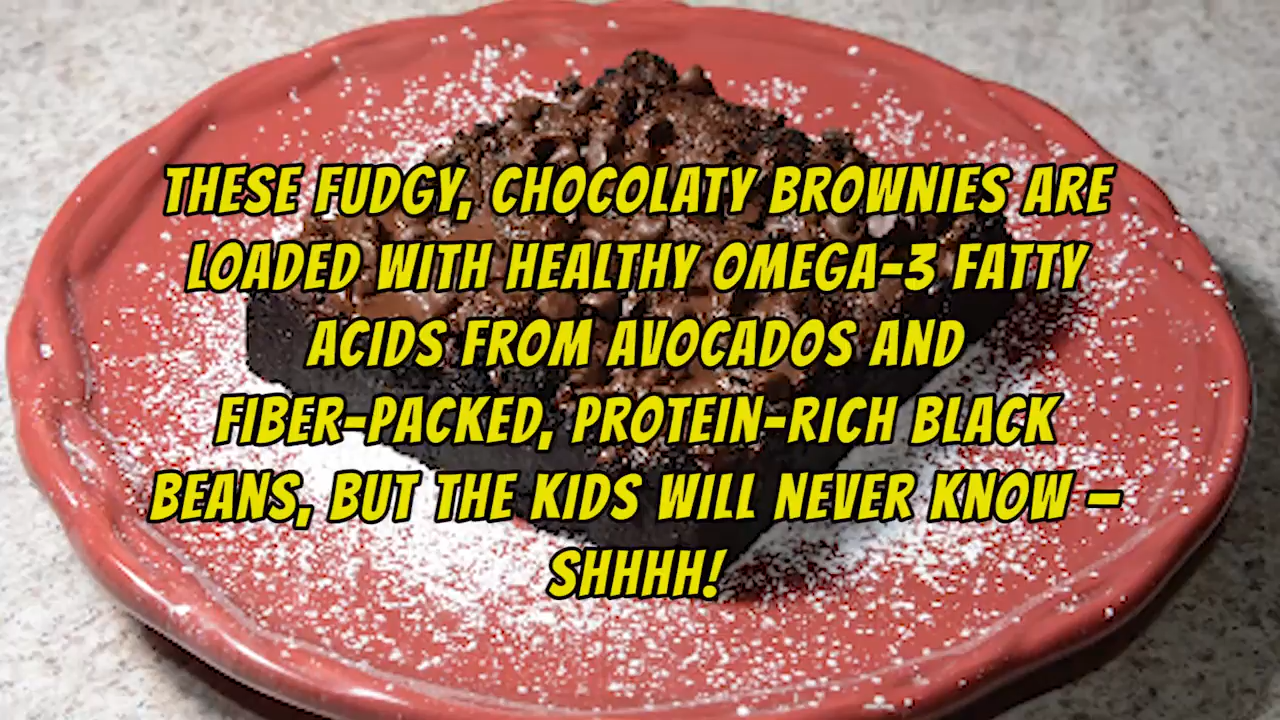 THESE FUDGY, CHOCOLATY BROWNIES ARE
LOADED WITH HEALTHY OMEGA-3 FATTY
ACIDS FROM AVOCADOS AND
FIBER-PACKED, PROTEIN-RICH BLACK
BEANS, BUT THE KIDS WILL NEVER KNOW –
SHHHH!